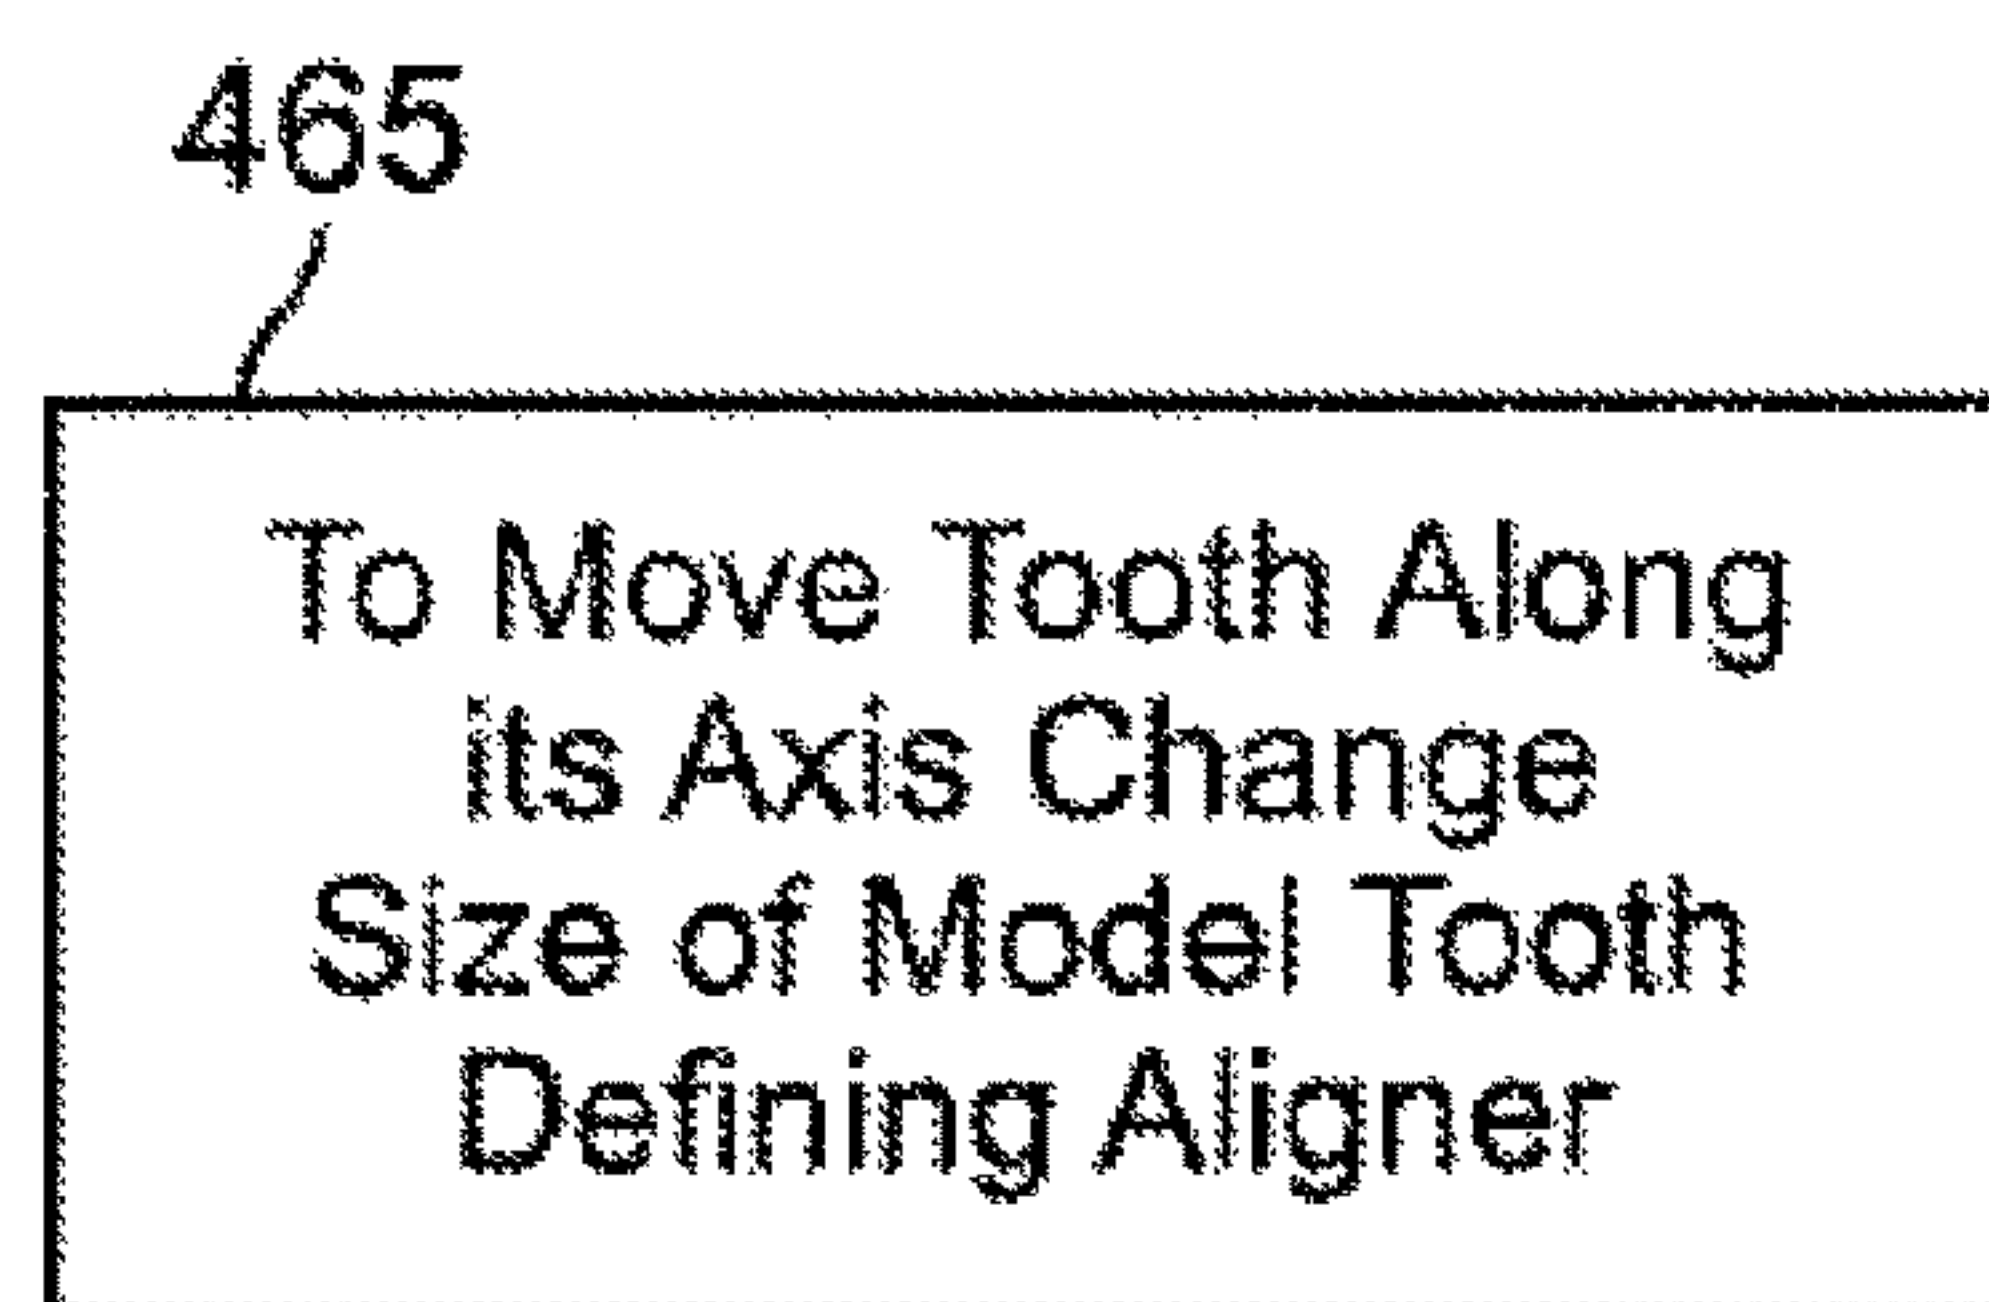 465
To Move Tooth Along
its Axis Change
Size of Model Tooth
Defining Aligner